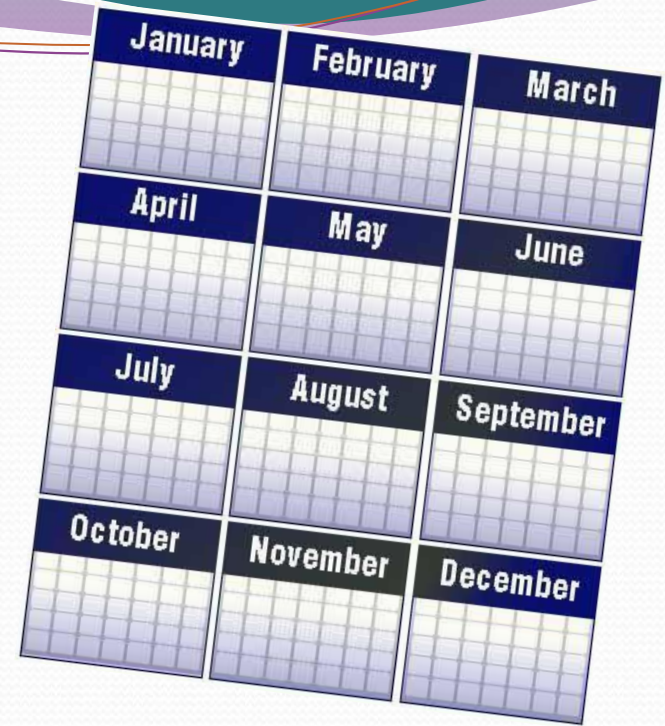 January February March
April May June
July August September
October November December